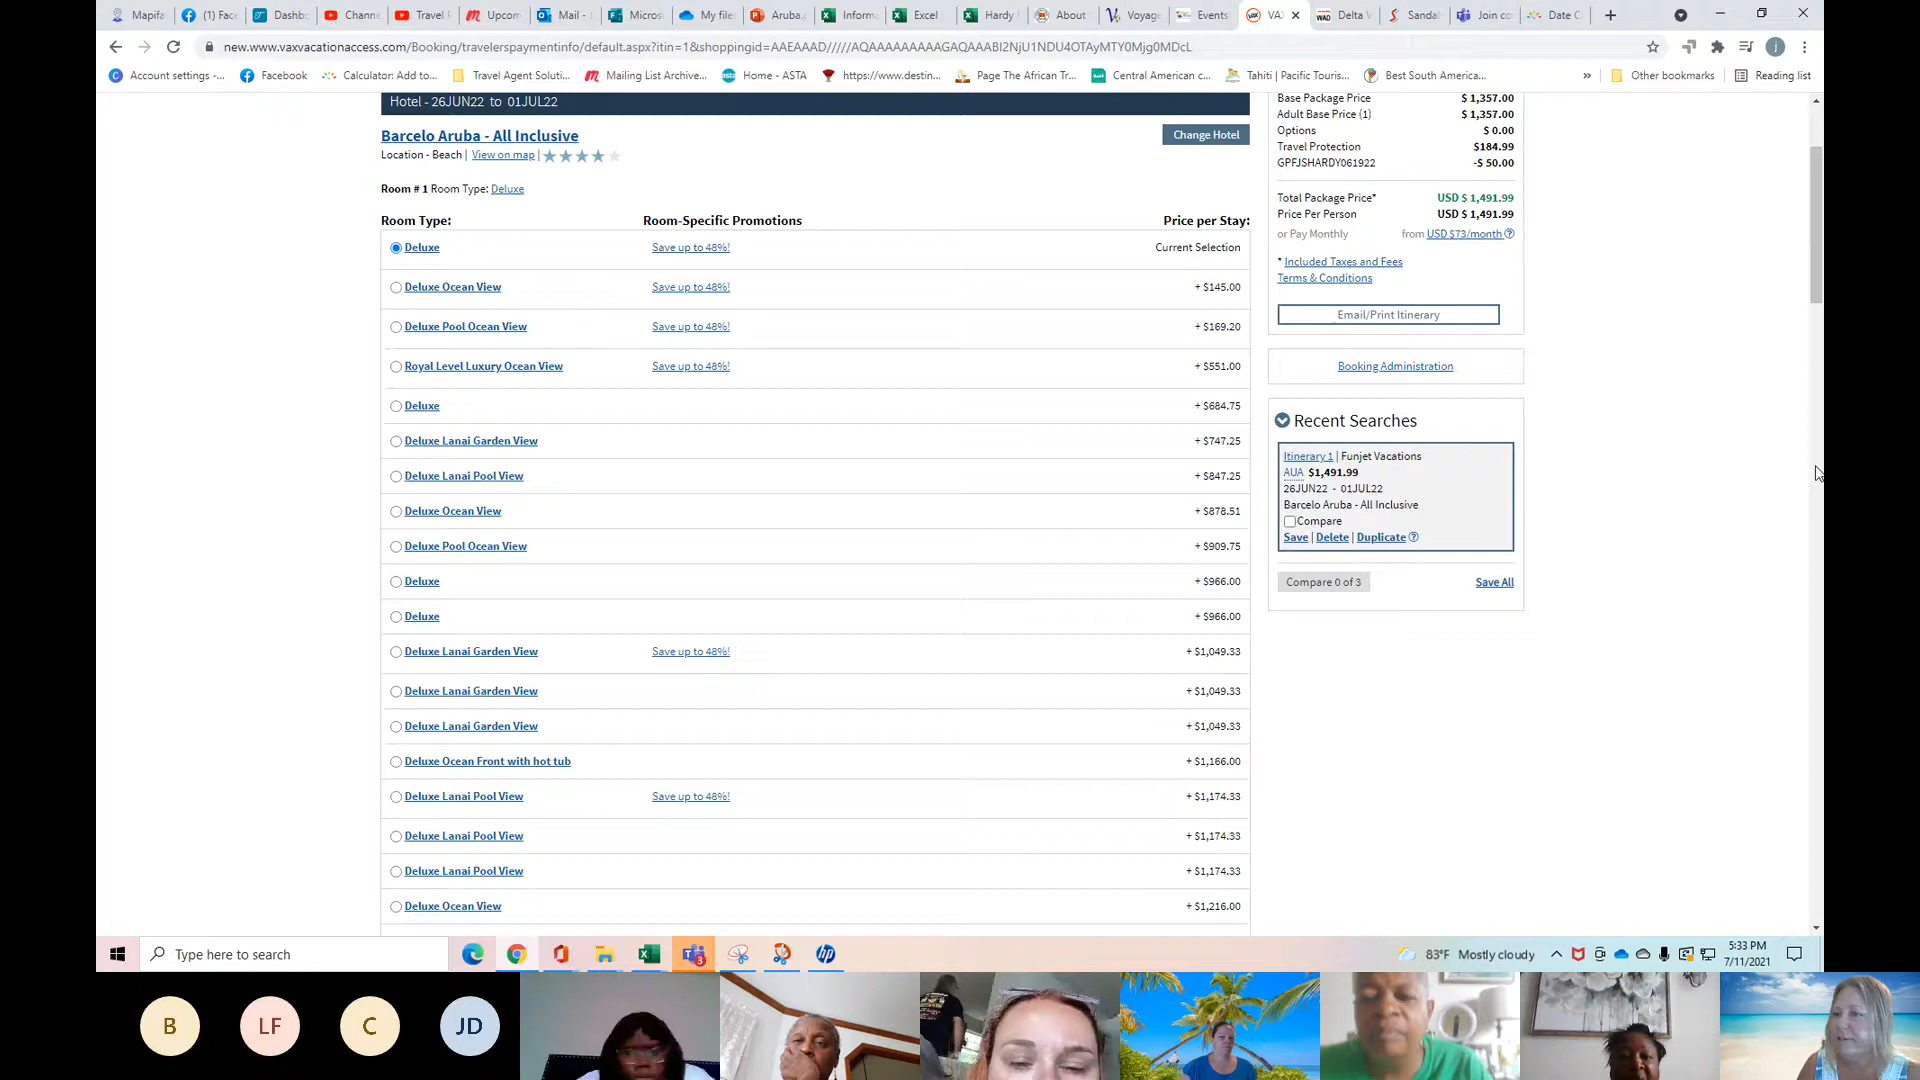 Mapifa
(1) Face
Dashbo
Channe
Travel F
Upcom
Mail - J
Micros
My files
Aruba.p
Inform
Excel
Hardy
About
Voyage
Events
VA
Delta V
Sandal
Join co
Date C
new.www.vaxvacationaccess.com/Booking/travelerspaymentinfo/default.aspx?itin=1&shoppingid=AAEAAAD/////AQAAAAAAAAAGAQAAABI2NjU1NDU4OTAyMTY0Mjg0MDcL
Account settings -...
Facebook
Calculator: Add to...
Travel Agent Soluti...
Mailing List Archive...
Home - ASTA
https://www.destin...
Page The African Tr...
Central American c...
Tahiti | Pacific Touris...
Best South America...
»
Other bookmarks
Reading list
Hotel - 26JUN22 to 01JUL22
Barcelo Aruba - All Inclusive
Change Hotel
Location - Beach | View on map |
Room # 1 Room Type: Deluxe
Room Type: Room-Specific Promotions Price per Stay:
Deluxe Save up to 48%! Current Selection
Deluxe Ocean View Save up to 48%! + $145.00
Deluxe Pool Ocean View Save up to 48%! + $169.20
Royal Level Luxury Ocean View Save up to 48%! + $551.00
Deluxe + $684.75
Deluxe Lanai Garden View + $747.25
Deluxe Lanai Pool View + $847.25
Deluxe Ocean View + $878.51
Deluxe Pool Ocean View + $909.75
Deluxe + $966.00
Deluxe + $966.00
Deluxe Lanai Garden View Save up to 48%! + $1,049.33
Deluxe Lanai Garden View + $1,049.33
Deluxe Lanai Garden View + $1,049.33
Deluxe Ocean Front with hot tub + $1,166.00
Deluxe Lanai Pool View Save up to 48%! + $1,174.33
Deluxe Lanai Pool View + $1,174.33
Deluxe Lanai Pool View + $1,174.33
Deluxe Ocean View + $1,216.00
Base Package Price $ 1,357.00
Adult Base Price (1) $ 1,357.00
Options $ 0.00
Travel Protection $184.99
GPFJSHARDY061922 -$ 50.00
Total Package Price* USD $ 1,491.99
Price Per Person USD $ 1,491.99
or Pay Monthly from USD $73/month
* Included Taxes and Fees
Terms & Conditions
Email/Print Itinerary
Booking Administration
Recent Searches
Itinerary 1 | Funjet Vacations
AUA $1,491.99
26JUN22 - 01JUL22
Barcelo Aruba - All Inclusive
Compare
Save | Delete | Duplicate
Compare 0 of 3
Save All
Type here to search
83°F Mostly cloudy
5:33 PM
7/11/2021
B
LF
C
JD